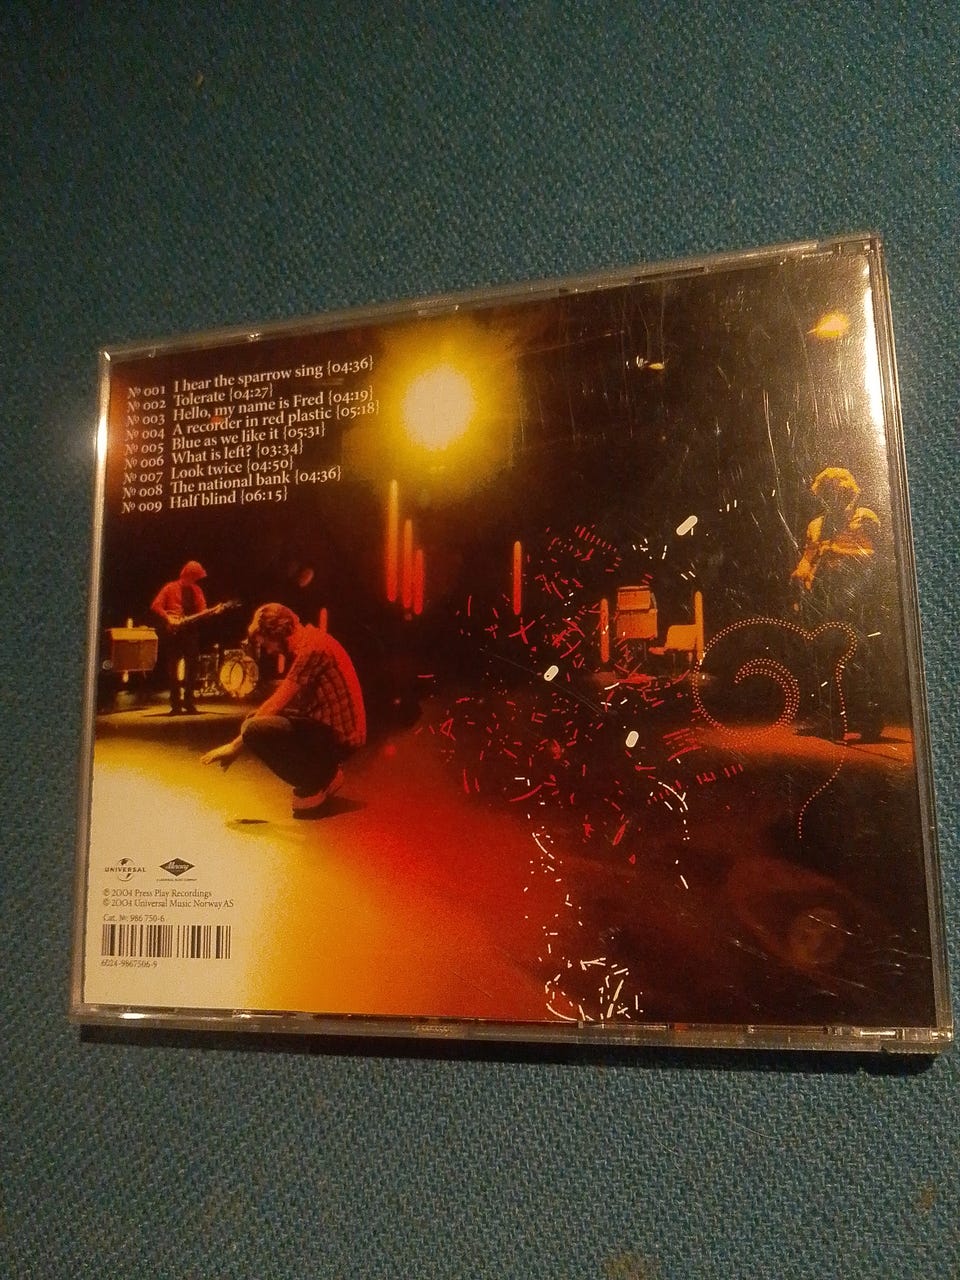 № 001 I hear the sparrow sing {04:36}
№ 002 Tolerate {04:27}
№ 003 Hello, my name is Fred {04:19}
№ 004 A recorder in red plastic {05:18}
№ 005 Blue as we like it {05:31}
№ 006 What is left? {03:34}
№ 007 Look twice {04:50}
№ 008 The national bank {04:36}
№ 009 Half blind {06:15}
UNIVERSAL
Mercury
A UNIVERSAL MUSIC COMPANY
℗ 2004 Press Play Recordings
© 2004 Universal Music Norway AS
Cat. №: 986 750-6
6024-9867506-9